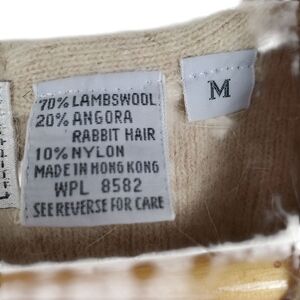 70% LAMBSWOOL
20% ANGORA
RABBIT HAIR
10% NYLON
MADE IN HONG KONG
WPL 8582
SEE REVERSE FOR CARE
M